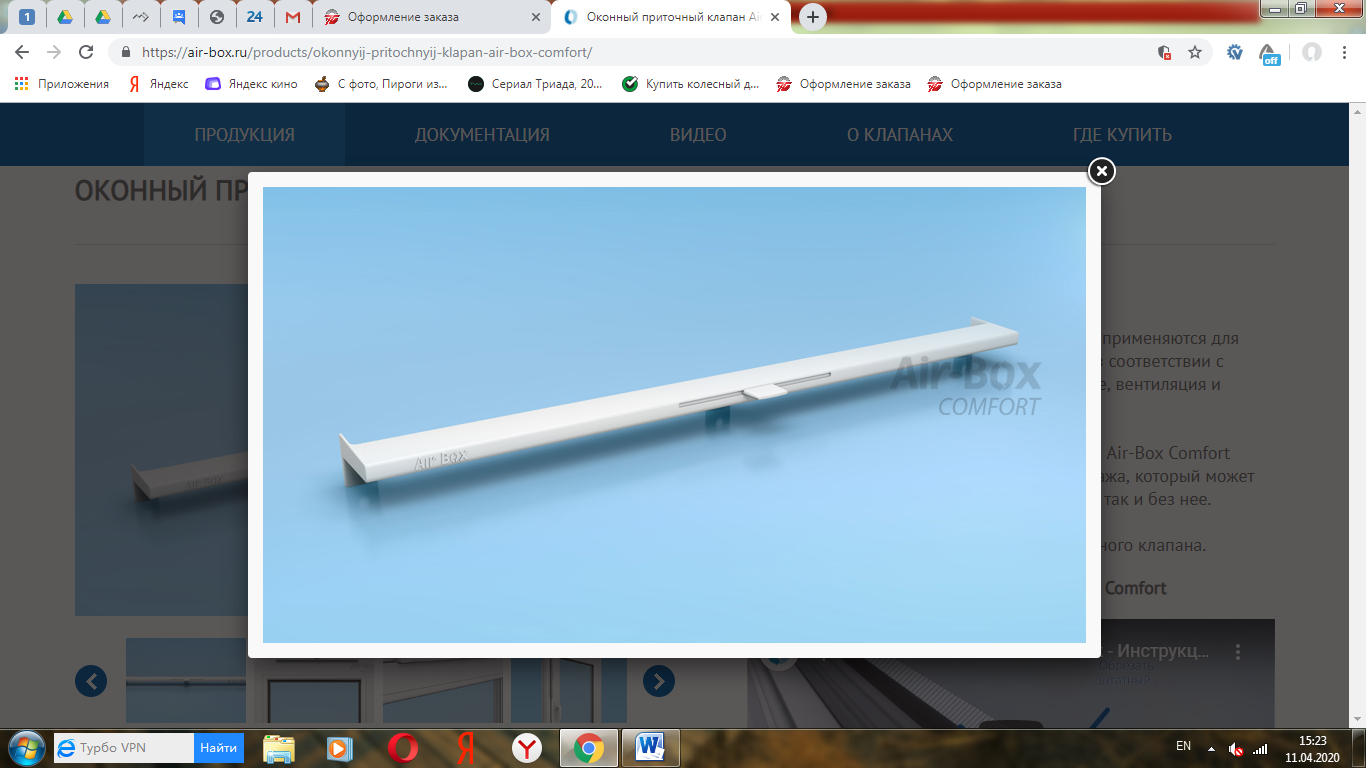 1
24
Оформление заказа
Оконный приточный клапан Air
https://air-box.ru/products/okonnyij-pritochnyij-klapan-air-box-comfort/
off
Приложения
Яндекс
Яндекс кино
С фото, Пироги из...
Сериал Триада, 20...
Купить колесный д...
Оформление заказа
Оформление заказа
ПРОДУКЦИЯ
ДОКУМЕНТАЦИЯ
ВИДЕО
О КЛАПАНАХ
ГДЕ КУПИТЬ
ОКОННЫЙ ПР
Air-Box
COMFORT
Air Box
применяются для
в соответствии с
е, вентиляция и
Air-Box Comfort
жа, который может
так и без нее.
ного клапана.
Comfort
- Инструкц...
Обрезать
штатный
Турбо VPN
Найти
EN
15:23
11.04.2020